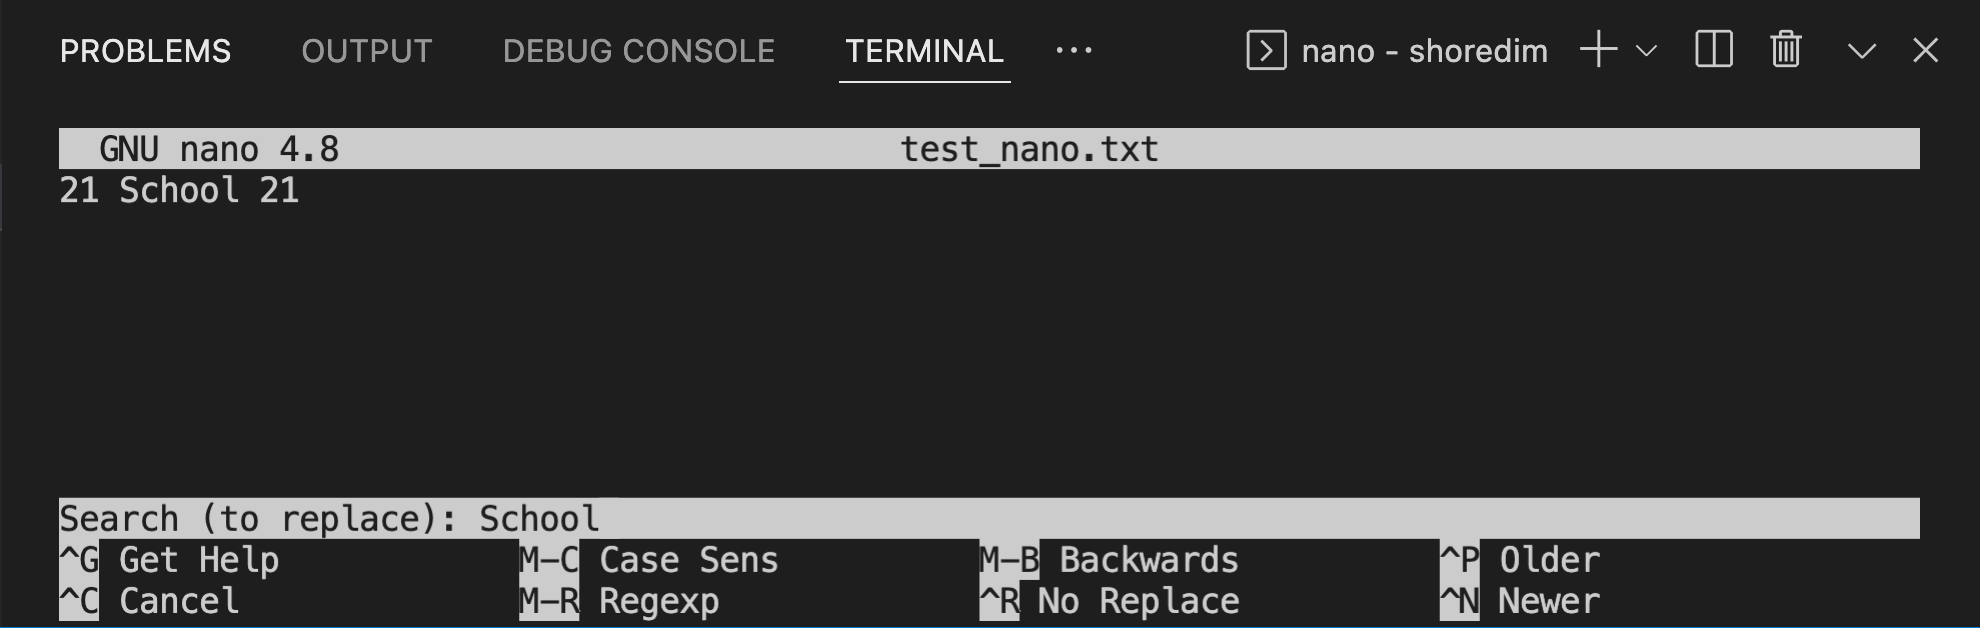 PROBLEMS OUTPUT DEBUG CONSOLE TERMINAL ··· nano - shoredim
GNU nano 4.8 test_nano.txt
21 School 21
Search (to replace): School
^G Get Help M-C Case Sens M-B Backwards ^P Older
^C Cancel M-R Regexp ^R No Replace ^N Newer